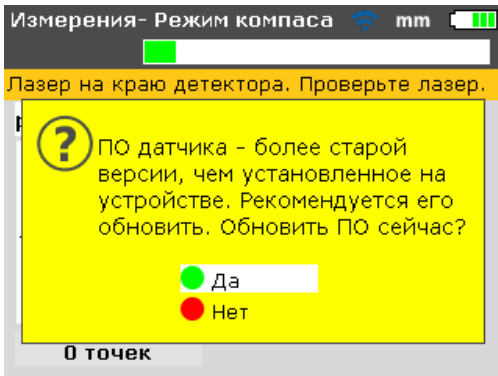 Измерения- Режим компаса mm
Лазер на краю детектора. Проверьте лазер.
ПО датчика - более старой
версии, чем установленное на
устройстве. Рекомендуется его
обновить. Обновить ПО сейчас?
Да
Нет
0 точек